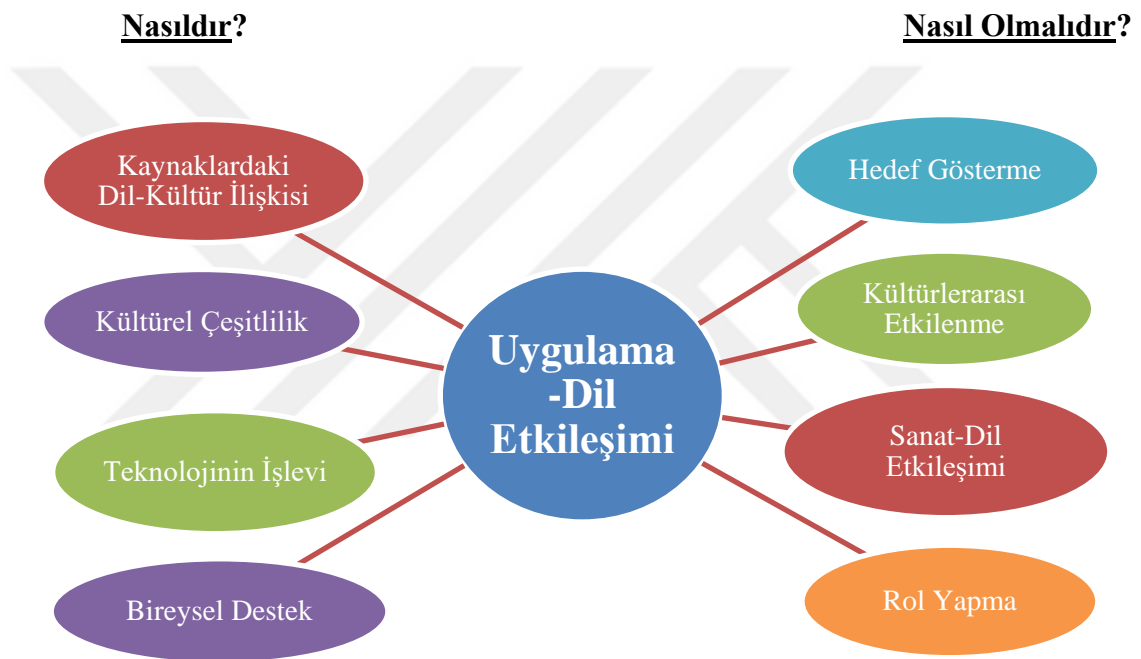 Nasıldır?
Nasıl Olmalıdır?
Kaynaklardaki
Dil-Kültür İlişkisi
Kültürel Çeşitlilik
Teknolojinin İşlevi
Bireysel Destek
Uygulama
-Dil
Etkileşimi
Hedef Gösterme
Kültürlerarası
Etkilenme
Sanat-Dil
Etkileşimi
Rol Yapma